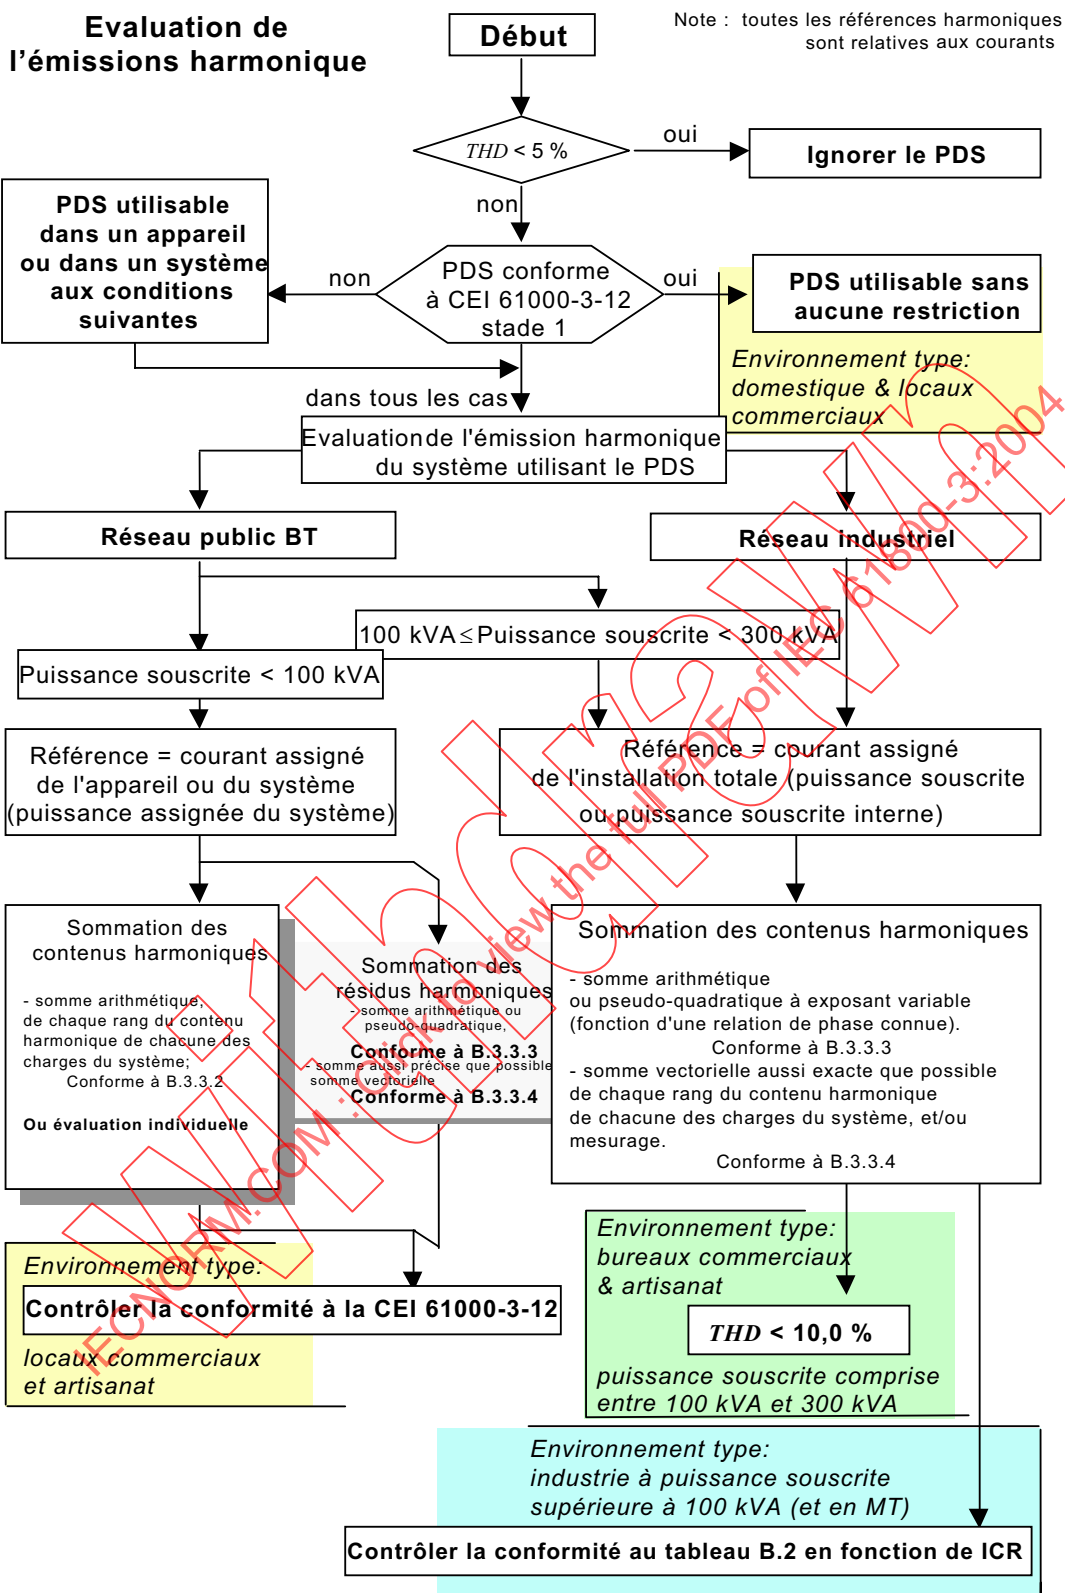 Evaluation de
l'émissions harmonique
Début
Note : toutes les références harmoniques
sont relatives aux courants
THD < 5 %
oui
Ignorer le PDS
non
PDS utilisable
dans un appareil
ou dans un système
aux conditions
suivantes
non
PDS conforme
à CEI 61000-3-12
stade 1
oui
PDS utilisable sans
aucune restriction
Environnement type:
domestique & locaux
commerciaux
dans tous les cas
Evaluation de l'émission harmonique
du système utilisant le PDS
Réseau public BT
Réseau industriel
100 kVA ≤ Puissance souscrite < 300 kVA
Puissance souscrite < 100 kVA
Référence = courant assigné
de l'appareil ou du système
(puissance assignée du système)
Référence = courant assigné
de l'installation totale (puissance souscrite
ou puissance souscrite interne)
Sommation des
contenus harmoniques
- somme arithmétique,
de chaque rang du contenu
harmonique de chacune des
charges du système;
Conforme à B.3.3.2
Ou évaluation individuelle
Sommation des
résidus harmoniques
- somme arithmétique ou
pseudo-quadratique,
Conforme à B.3.3.3
- somme aussi précise que possible
somme vectorielle
Conforme à B.3.3.4
Sommation des contenus harmoniques
- somme arithmétique
ou pseudo-quadratique à exposant variable
(fonction d'une relation de phase connue).
Conforme à B.3.3.3
- somme vectorielle aussi exacte que possible
de chaque rang du contenu harmonique
de chacune des charges du système, et/ou
mesurage.
Conforme à B.3.3.4
Environnement type:
Contrôler la conformité à la CEI 61000-3-12
locaux commerciaux
et artisanat
Environnement type:
bureaux commerciaux
& artisanat
THD < 10,0 %
puissance souscrite comprise
entre 100 kVA et 300 kVA
Environnement type:
industrie à puissance souscrite
supérieure à 100 kVA (et en MT)
Contrôler la conformité au tableau B.2 en fonction de ICR
withdrawn
IECNORM.COM : Click to view the full PDF of IEC 61800-3:2004